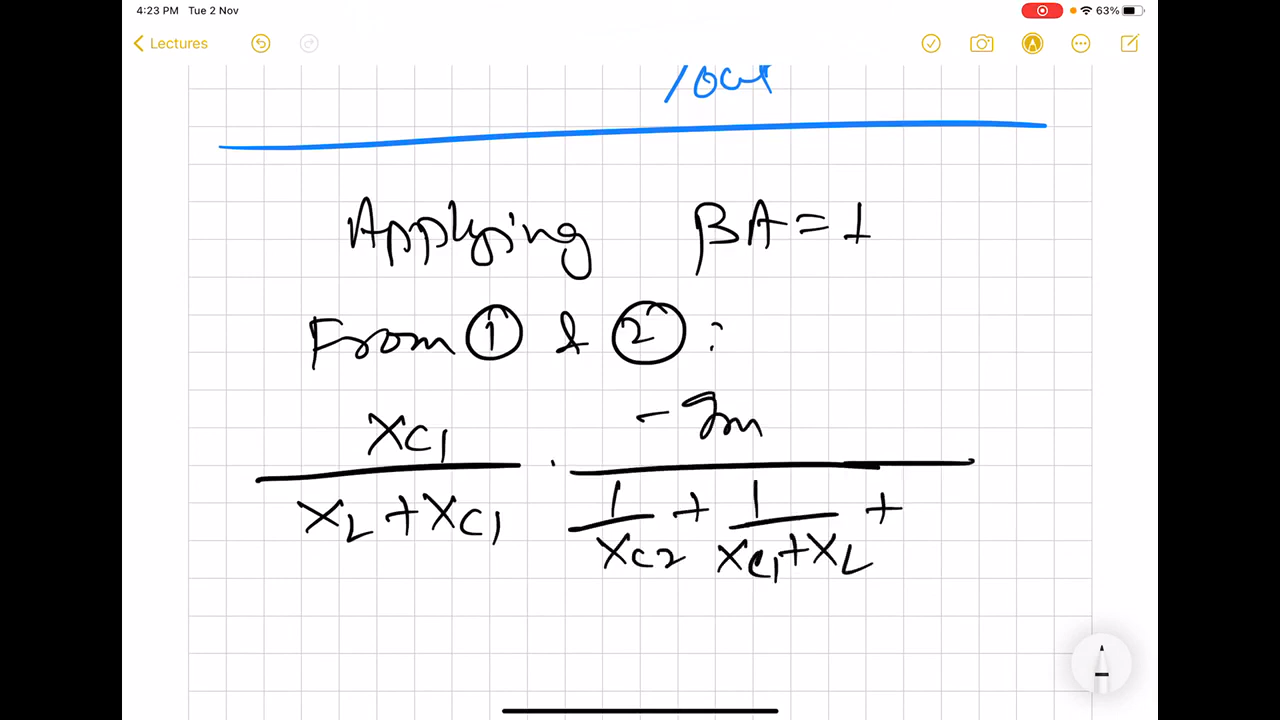 4:23 PM Tue 2 Nov 63%
Lectures
Applying βA = 1
From ① & ② :
XC1 / (XL + XC1) · -gm / (1/XC2 + 1/(XC1 + XL) +